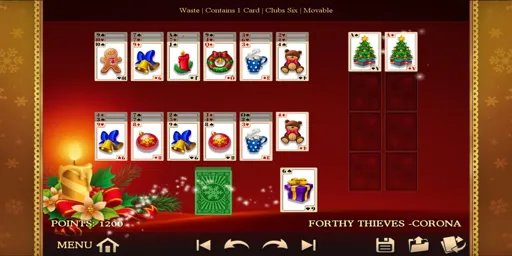 Waste | Contains 1 Card | Clubs Six | Movable
POINTS: 1200
FORTHY THIEVES -CORONA
MENU